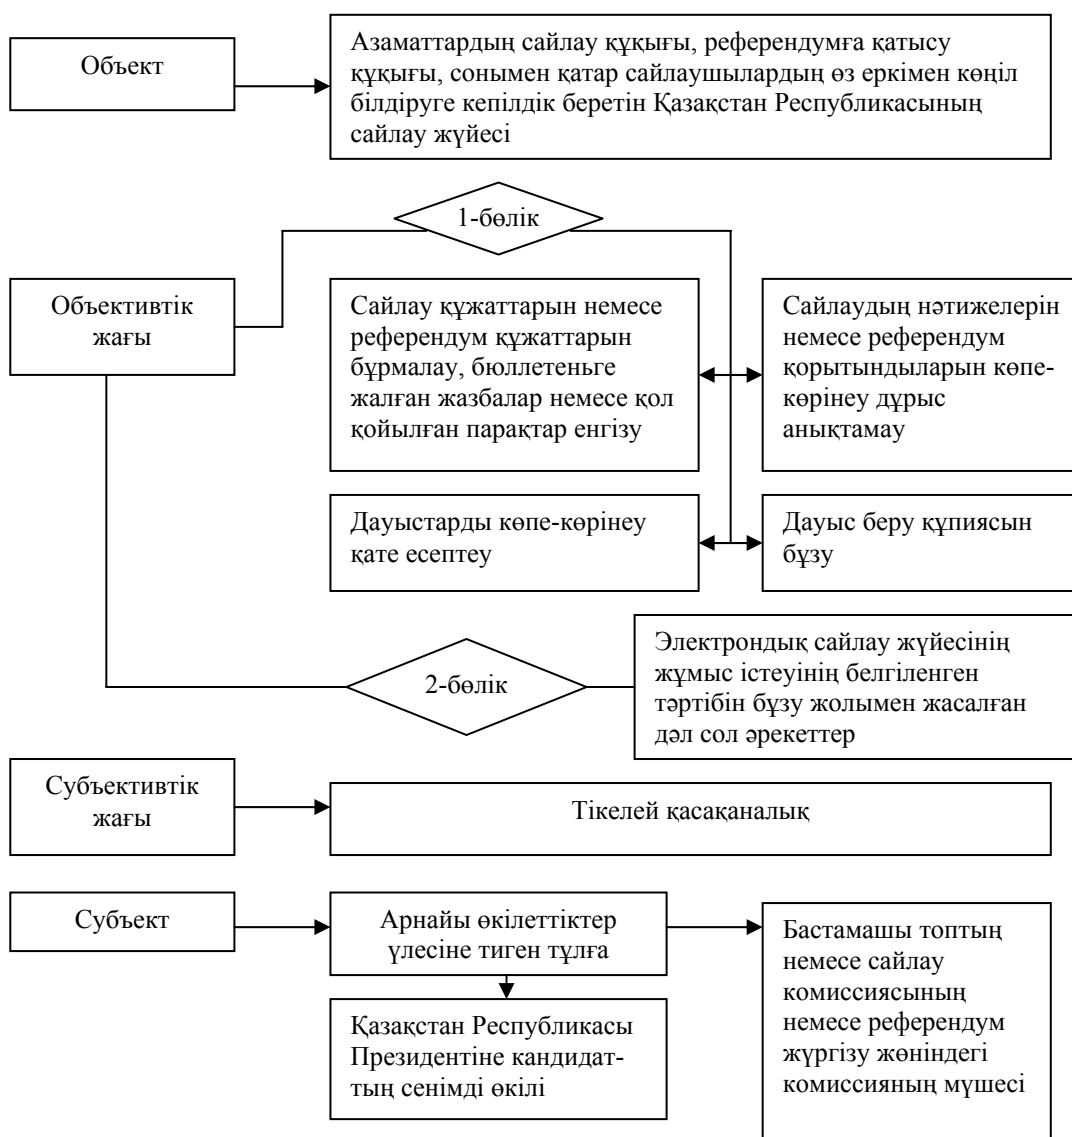 Объект
Азаматтардың сайлау құқығы, референдумға қатысу
құқығы, сонымен қатар сайлаушылардың өз еркімен көңіл
білдіруге кепілдік беретін Қазақстан Республикасының
сайлау жүйесі
1-бөлік
Объективтік
жағы
Сайлау құжаттарын немесе
референдум құжаттарын
бұрмалау, бюллетеньге
жалған жазбалар немесе қол
қойылған парақтар енгізу
Сайлаудың нәтижелерін
немесе референдум
қорытындыларын көпе-
көрінеу дұрыс
анықтамау
Дауыстарды көпе-көрінеу
қате есептеу
Дауыс беру құпиясын
бұзу
2-бөлік
Электрондық сайлау жүйесінің
жұмыс істеуінің белгіленген
тәртібін бұзу жолымен жасалған
дәл сол әрекеттер
Субъективтік
жағы
Тікелей қасақаналық
Субъект
Арнайы өкілеттіктер
үлесіне тиген тұлға
Қазақстан Республикасы
Президентіне кандидат-
тың сенімді өкілі
Бастамашы топтың
немесе сайлау
комиссиясының
немесе референдум
жүргізу жөніндегі
комиссияның мүшесі